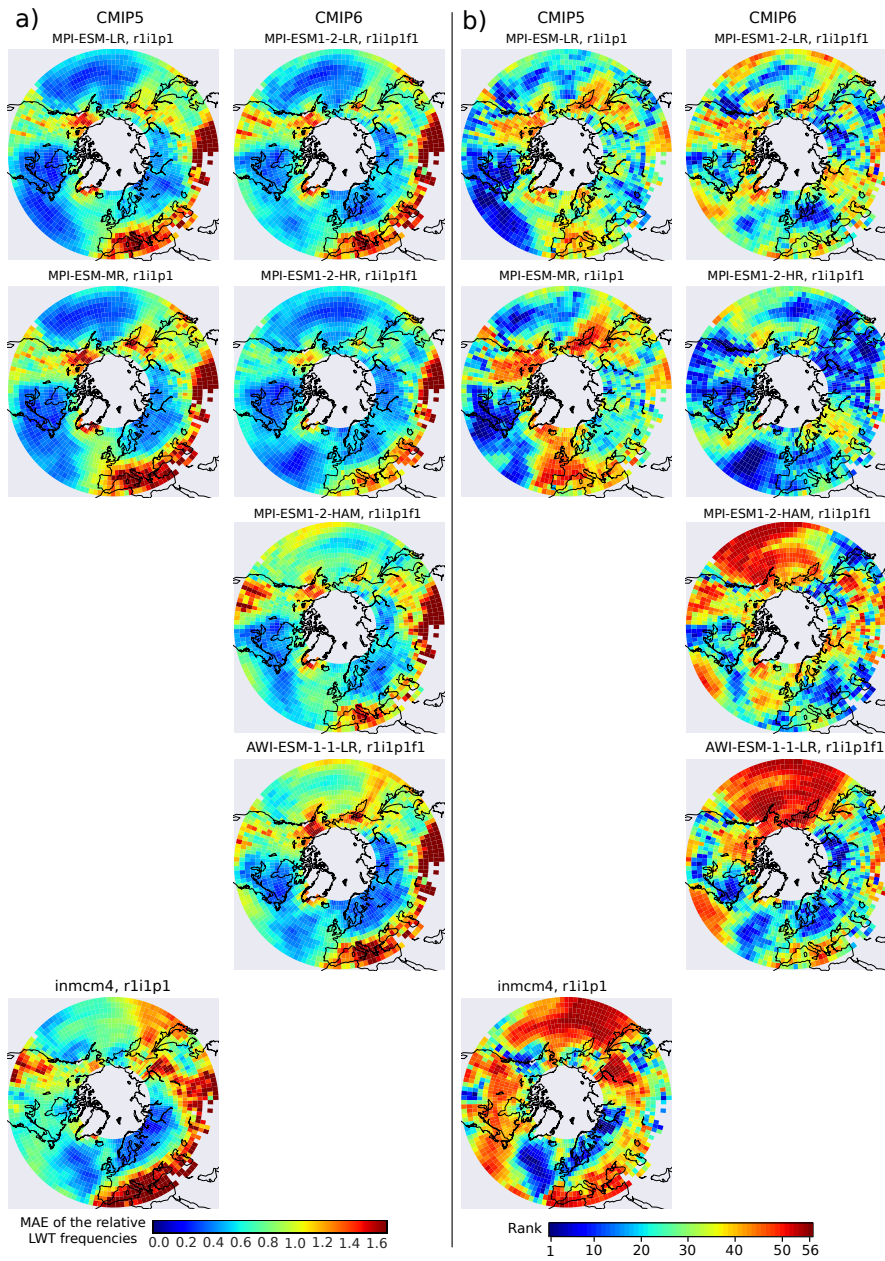 a)
CMIP5
CMIP6
b)
CMIP5
CMIP6
MPI-ESM-LR, r1i1p1
MPI-ESM1-2-LR, r1i1p1f1
MPI-ESM-LR, r1i1p1
MPI-ESM1-2-LR, r1i1p1f1
MPI-ESM-MR, r1i1p1
MPI-ESM1-2-HR, r1i1p1f1
MPI-ESM-MR, r1i1p1
MPI-ESM1-2-HR, r1i1p1f1
MPI-ESM1-2-HAM, r1i1p1f1
MPI-ESM1-2-HAM, r1i1p1f1
AWI-ESM-1-1-LR, r1i1p1f1
AWI-ESM-1-1-LR, r1i1p1f1
inmcm4, r1i1p1
inmcm4, r1i1p1
MAE of the relative
LWT frequencies
0.0 0.2 0.4 0.6 0.8 1.0 1.2 1.4 1.6
Rank
1 10 20 30 40 50 56